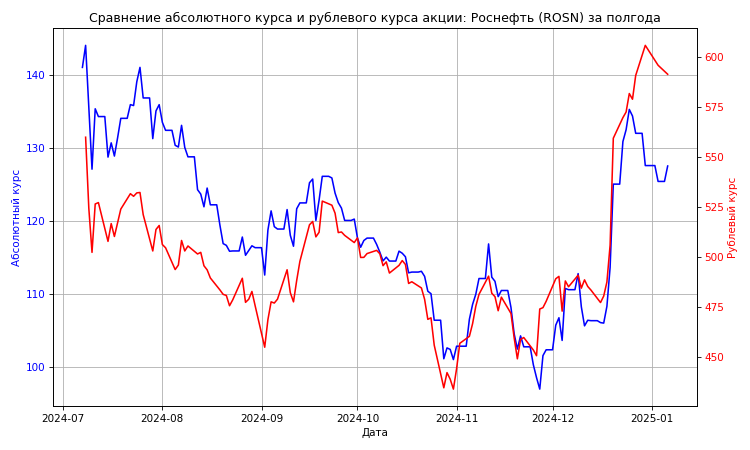 Сравнение абсолютного курса и рублевого курса акции: Роснефть (ROSN) за полгода
140
130
120
110
100
Абсолютный курс
600
575
550
525
500
475
450
Рублевый курс
2024-07 2024-08 2024-09 2024-10 2024-11 2024-12 2025-01
Дата